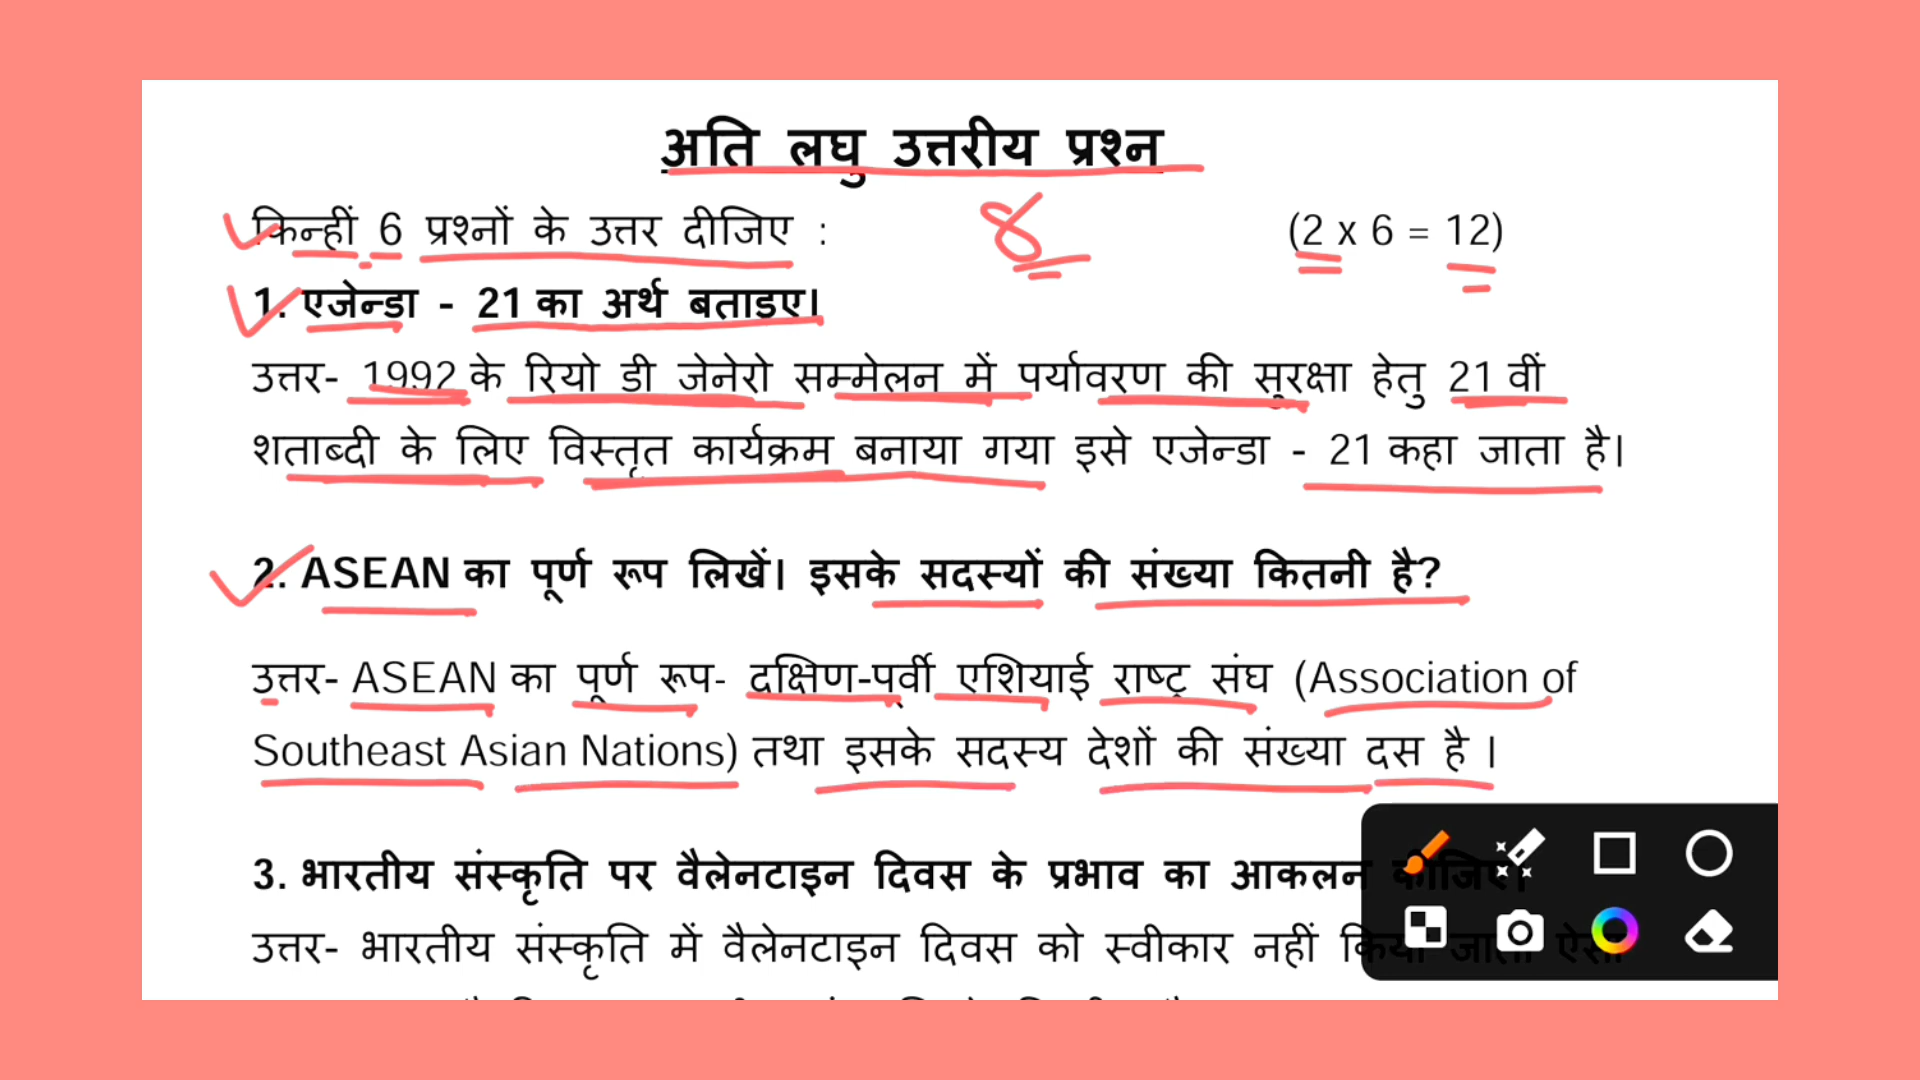 अति लघु उत्तरीय प्रश्न
किन्हीं 6 प्रश्नों के उत्तर दीजिए : 8 (2 x 6 = 12)
1. एजेन्डा - 21 का अर्थ बताइए।
उत्तर- 1992 के रियो डी जेनेरो सम्मेलन में पर्यावरण की सुरक्षा हेतु 21 वीं
शताब्दी के लिए विस्तृत कार्यक्रम बनाया गया इसे एजेन्डा - 21 कहा जाता है।
2. ASEAN का पूर्ण रूप लिखें। इसके सदस्यों की संख्या कितनी है?
उत्तर- ASEAN का पूर्ण रूप- दक्षिण-पूर्वी एशियाई राष्ट्र संघ (Association of
Southeast Asian Nations) तथा इसके सदस्य देशों की संख्या दस है ।
3. भारतीय संस्कृति पर वैलेनटाइन दिवस के प्रभाव का आकलन कीजिए।
उत्तर- भारतीय संस्कृति में वैलेनटाइन दिवस को स्वीकार नहीं किया जाता ऐसा